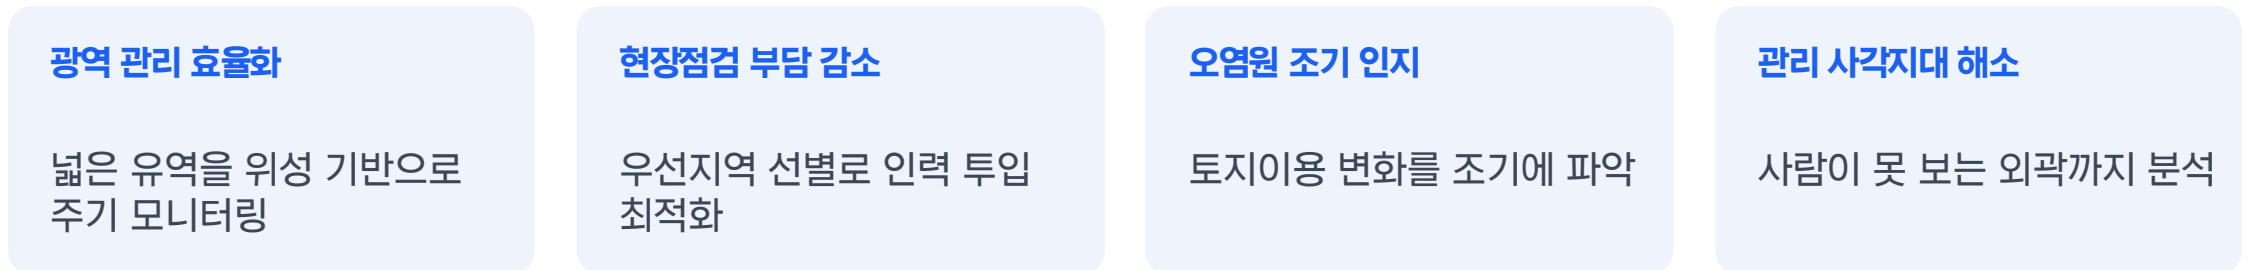 광역 관리 효율화
넓은 유역을 위성 기반으로
주기 모니터링
현장점검 부담 감소
우선지역 선별로 인력 투입
최적화
오염원 조기 인지
토지이용 변화를 조기에 파악
관리 사각지대 해소
사람이 못 보는 외곽까지 분석